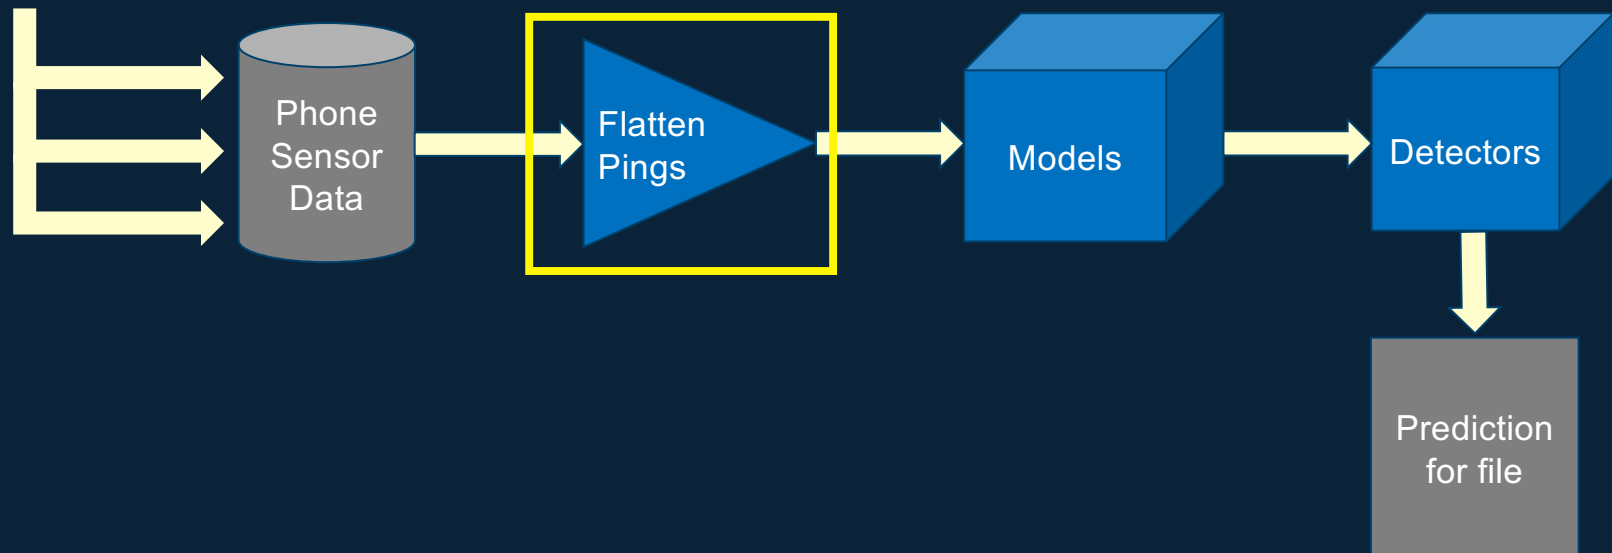 Phone
Sensor
Data
Flatten
Pings
Models
Detectors
Prediction
for file